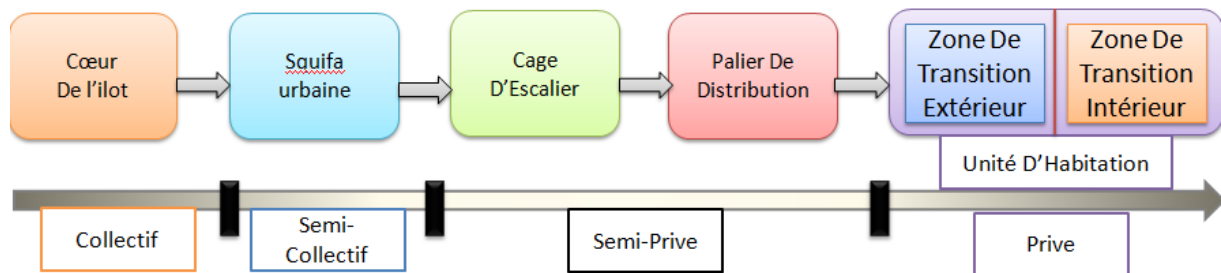 Cœur
De l'ilot
Squifa
urbaine
Cage
D'Escalier
Palier De
Distribution
Zone De
Transition
Extérieur
Zone De
Transition
Intérieur
Unité D'Habitation
Collectif
Semi-
Collectif
Semi-Prive
Prive